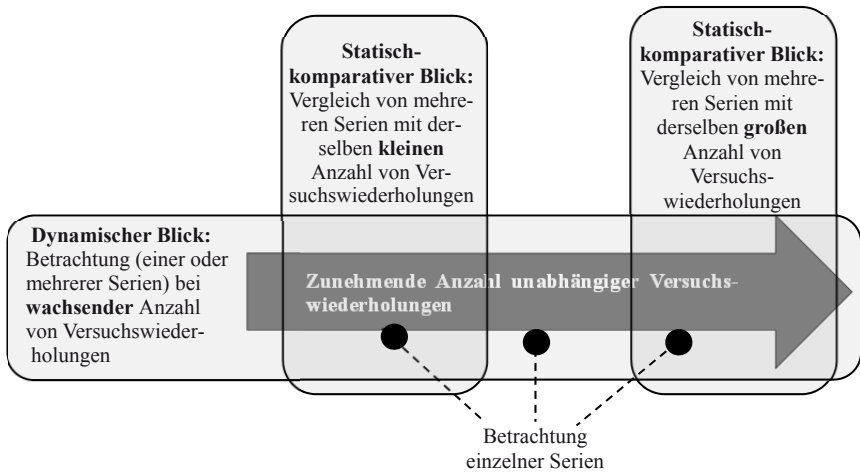 Statisch-
komparativer Blick:
Vergleich von mehre-
ren Serien mit der-
selben kleinen
Anzahl von Ver-
suchswiederholungen
Statisch-
komparativer Blick:
Vergleich von mehre-
ren Serien mit
derselben großen
Anzahl von
Versuchs-
wiederholungen
Dynamischer Blick:
Betrachtung (einer oder
mehrerer Serien) bei
wachsender Anzahl
von Versuchswieder-
holungen
Zunehmende Anzahl unabhängiger Versuchs-
wiederholungen
Betrachtung
einzelner Serien